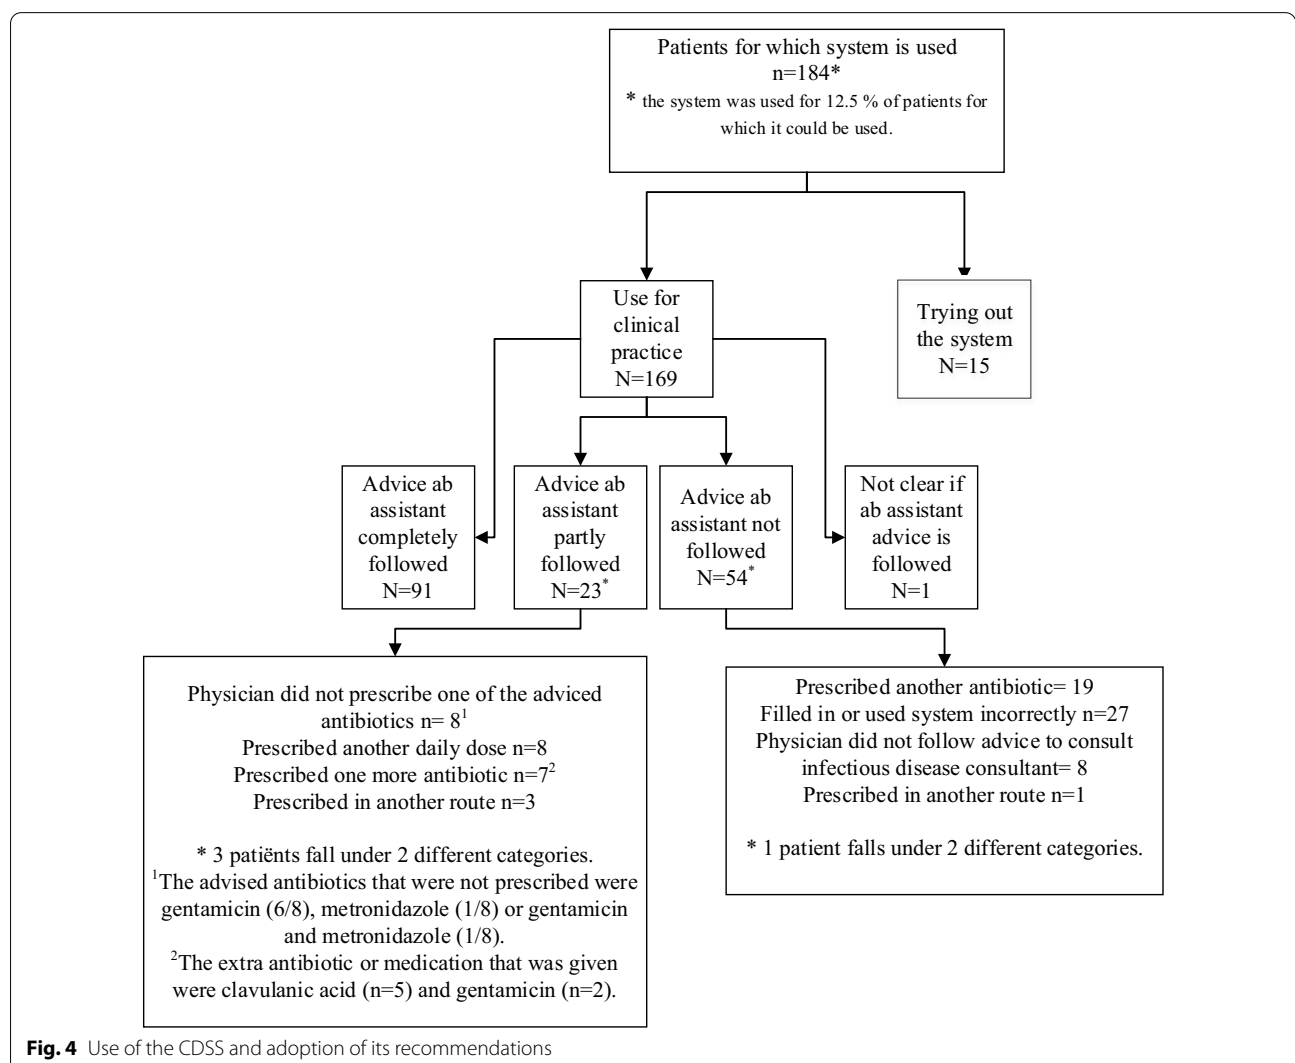 Patients for which system is used
n=184*
* the system was used for 12.5 % of patients for
which it could be used.
Use for
clinical
practice
N=169
Trying out
the system
N=15
Advice ab
assistant
completely
followed
N=91
Advice ab
assistant
partly
followed
N=23*
Advice ab
assistant not
followed
N=54*
Not clear if
ab assistant
advice is
followed
N=1
Physician did not prescribe one of the adviced
antibiotics n= 8¹
Prescribed another daily dose n=8
Prescribed one more antibiotic n=7²
Prescribed in another route n=3
* 3 patiënts fall under 2 different categories.
¹The advised antibiotics that were not prescribed were
gentamicin (6/8), metronidazole (1/8) or gentamicin
and metronidazole (1/8).
²The extra antibiotic or medication that was given
were clavulanic acid (n=5) and gentamicin (n=2).
Prescribed another antibiotic= 19
Filled in or used system incorrectly n=27
Physician did not follow advice to consult
infectious disease consultant= 8
Prescribed in another route n=1
* 1 patient falls under 2 different categories.
Fig. 4 Use of the CDSS and adoption of its recommendations